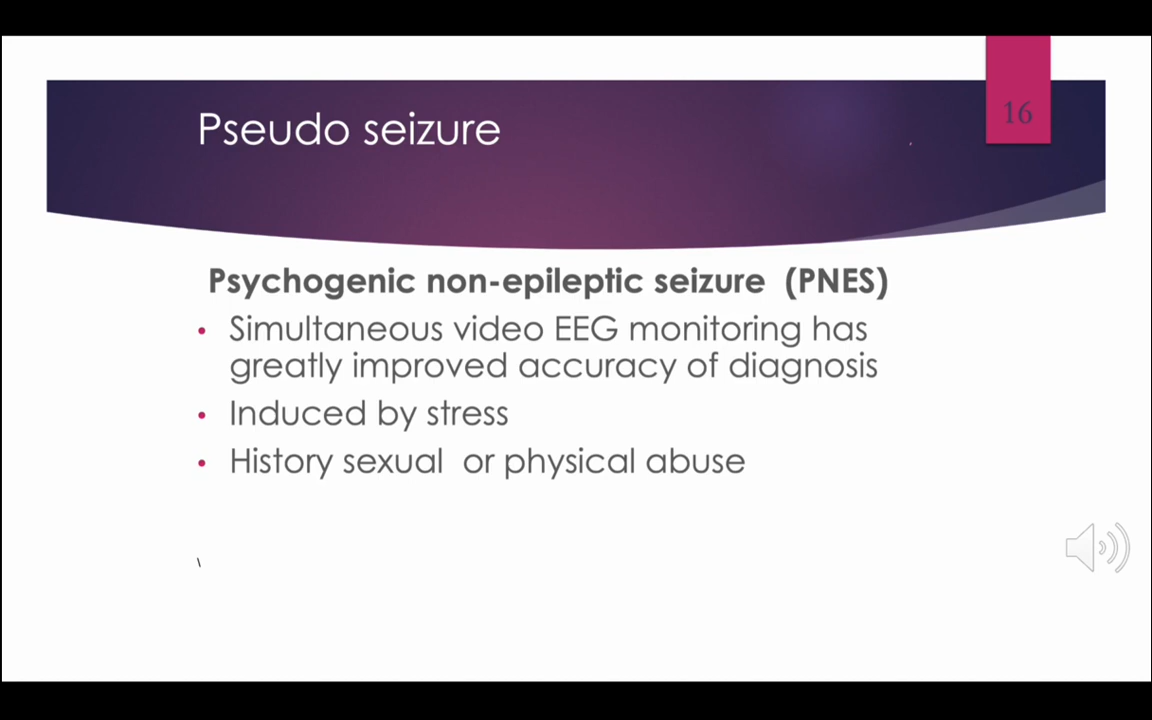 16
Pseudo seizure
Psychogenic non-epileptic seizure (PNES)
• Simultaneous video EEG monitoring has
greatly improved accuracy of diagnosis
• Induced by stress
• History sexual or physical abuse
\